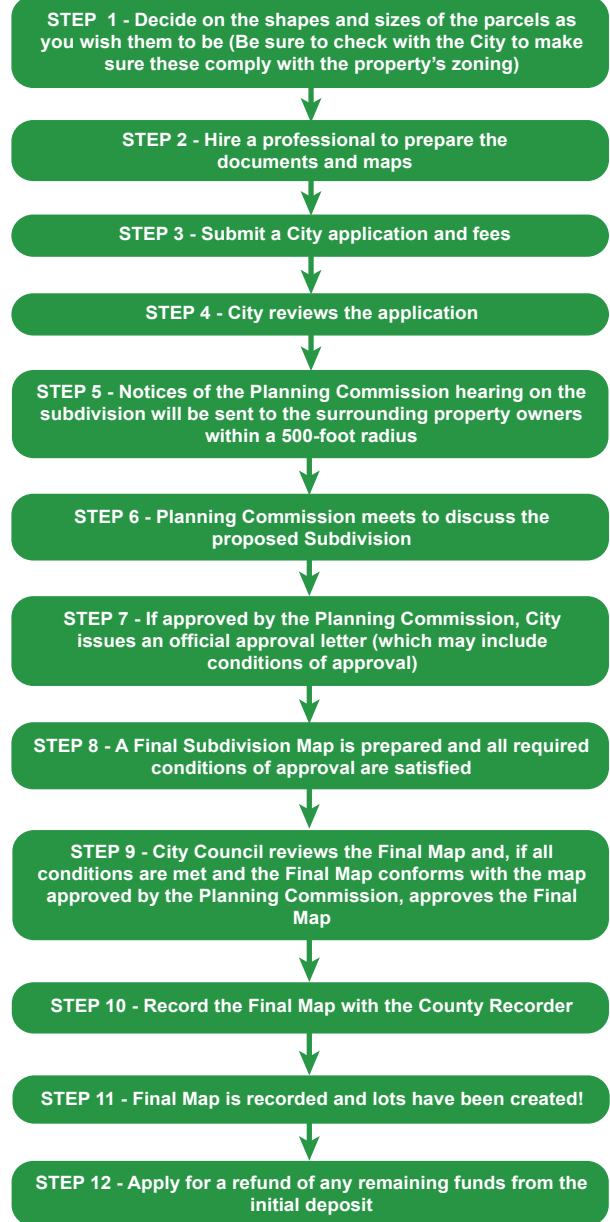 STEP 1 - Decide on the shapes and sizes of the parcels as
you wish them to be (Be sure to check with the City to make
sure these comply with the property's zoning)
STEP 2 - Hire a professional to prepare the
documents and maps
STEP 3 - Submit a City application and fees
STEP 4 - City reviews the application
STEP 5 - Notices of the Planning Commission hearing on the
subdivision will be sent to the surrounding property owners
within a 500-foot radius
STEP 6 - Planning Commission meets to discuss the
proposed Subdivision
STEP 7 - If approved by the Planning Commission, City
issues an official approval letter (which may include
conditions of approval)
STEP 8 - A Final Subdivision Map is prepared and all required
conditions of approval are satisfied
STEP 9 - City Council reviews the Final Map and, if all
conditions are met and the Final Map conforms with the map
approved by the Planning Commission, approves the Final
Map
STEP 10 - Record the Final Map with the County Recorder
STEP 11 - Final Map is recorded and lots have been created!
STEP 12 - Apply for a refund of any remaining funds from the
initial deposit